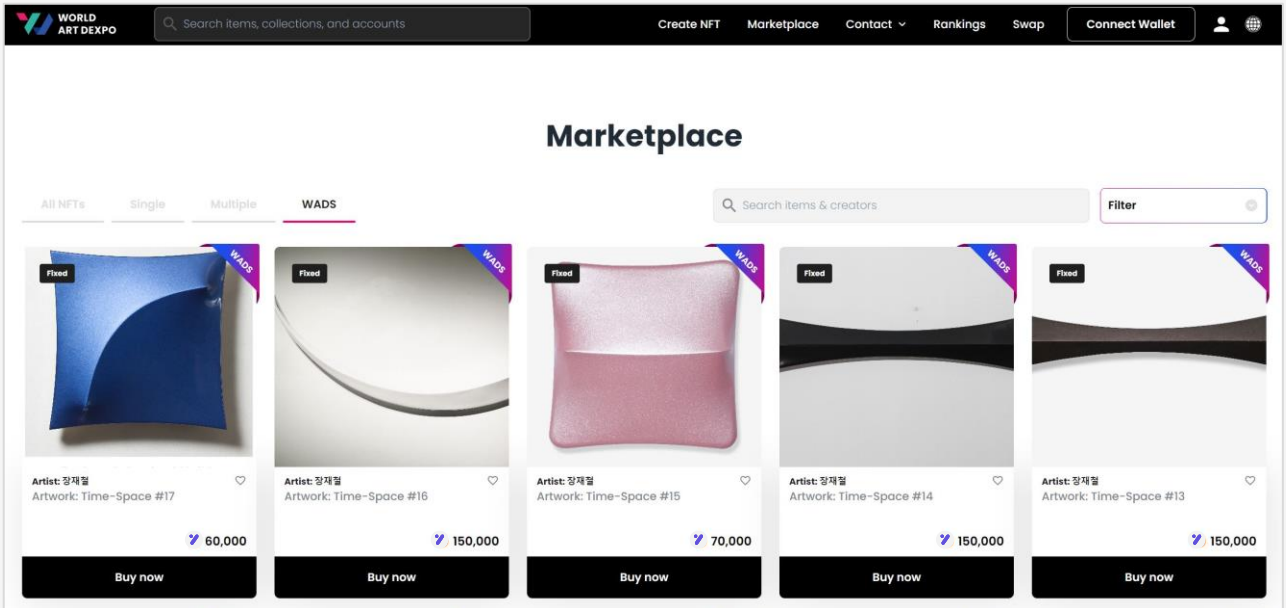 WORLD
ART DEXPO
Search items, collections, and accounts
Create NFT
Marketplace
Contact
Rankings
Swap
Connect Wallet
Marketplace
All NFTs
Single
Multiple
WADS
Search items & creators
Filter
Fixed
WADS
Artist: 장재철
Artwork: Time-Space #17
60,000
Buy now
Fixed
WADS
Artist: 장재철
Artwork: Time-Space #16
150,000
Buy now
Fixed
WADS
Artist: 장재철
Artwork: Time-Space #15
70,000
Buy now
Fixed
WADS
Artist: 장재철
Artwork: Time-Space #14
150,000
Buy now
Fixed
WADS
Artist: 장재철
Artwork: Time-Space #13
150,000
Buy now